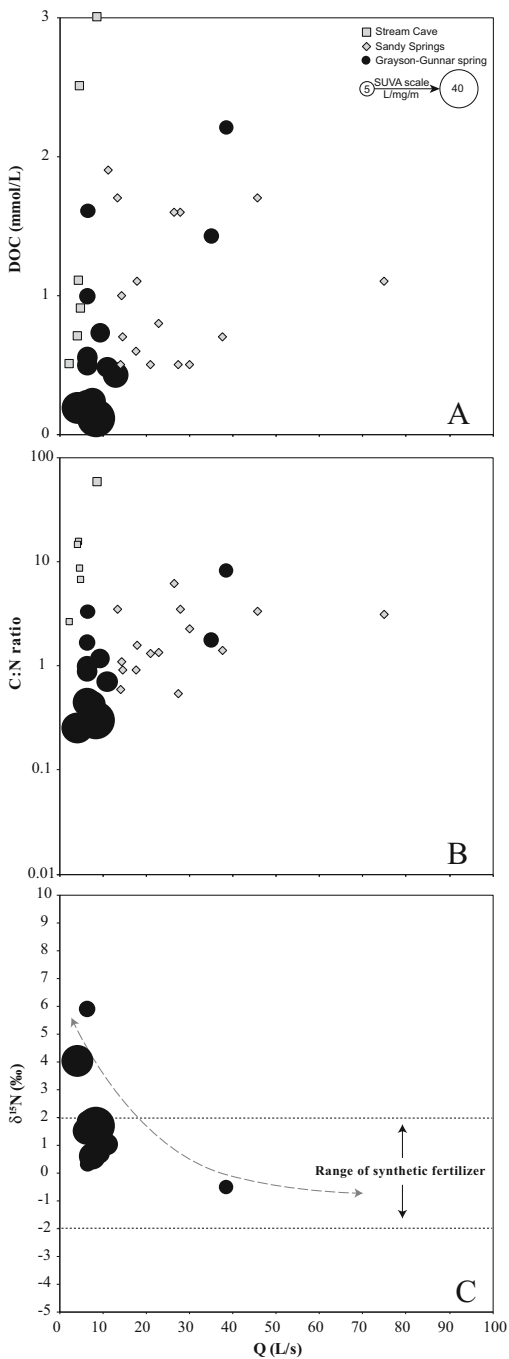 3
Stream Cave
Sandy Springs
Grayson-Gunnar spring
SUVA scale
5
L/mg/m
40
2
DOC (mmol/L)
1
A
0
100
10
C:N ratio
1
0.1
B
0.01
10
9
8
7
6
5
4
3
δ¹⁵N (‰)
2
1
Range of synthetic fertilizer
0
-1
-2
-3
-4
C
-5
0 10 20 30 40 50 60 70 80 90 100
Q (L/s)